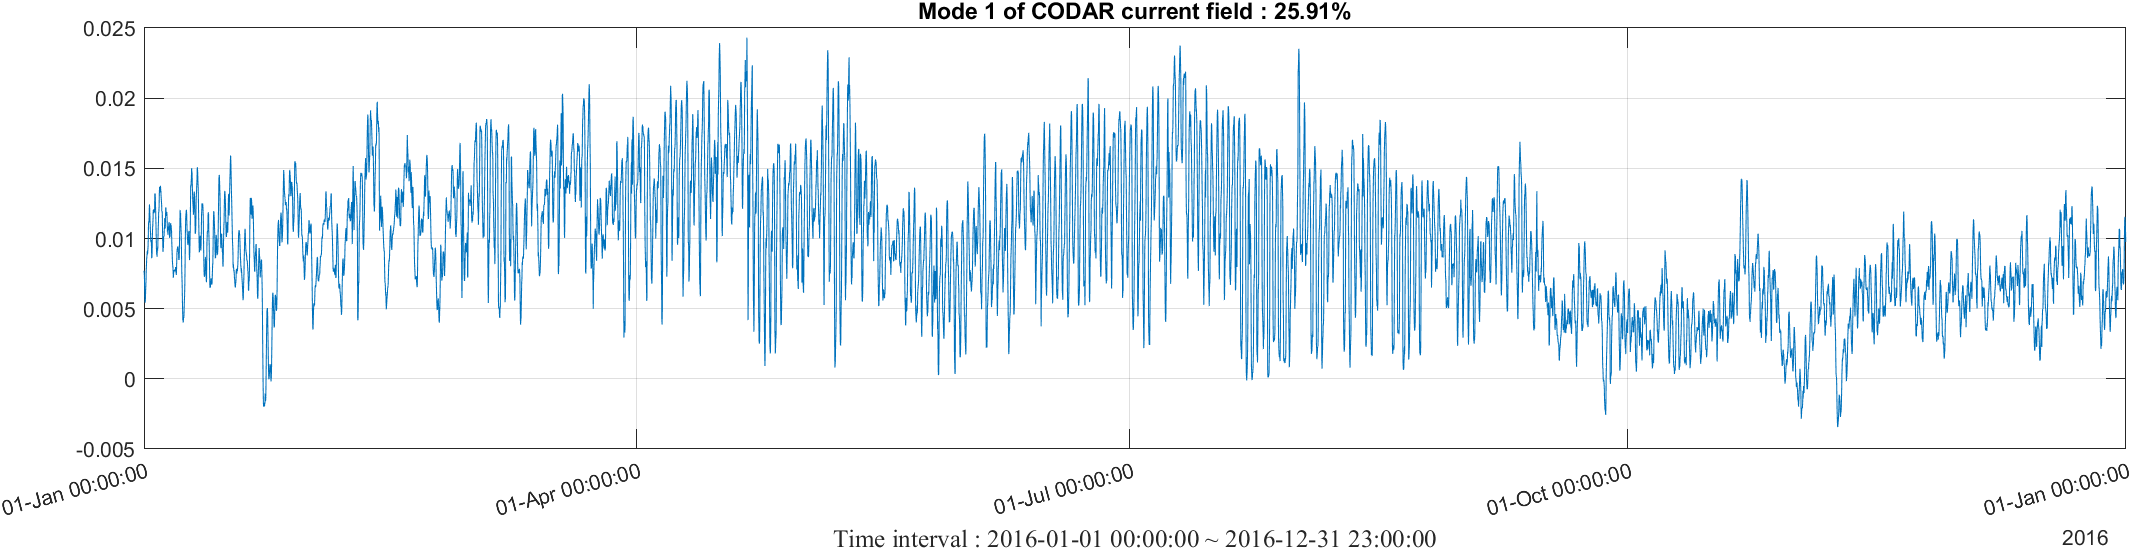 Mode 1 of CODAR current field : 25.91%
0.025
0.02
0.015
0.01
0.005
0
-0.005
01-Jan 00:00:00
01-Apr 00:00:00
01-Jul 00:00:00
01-Oct 00:00:00
01-Jan 00:00:00
2016
Time interval : 2016-01-01 00:00:00 ~ 2016-12-31 23:00:00